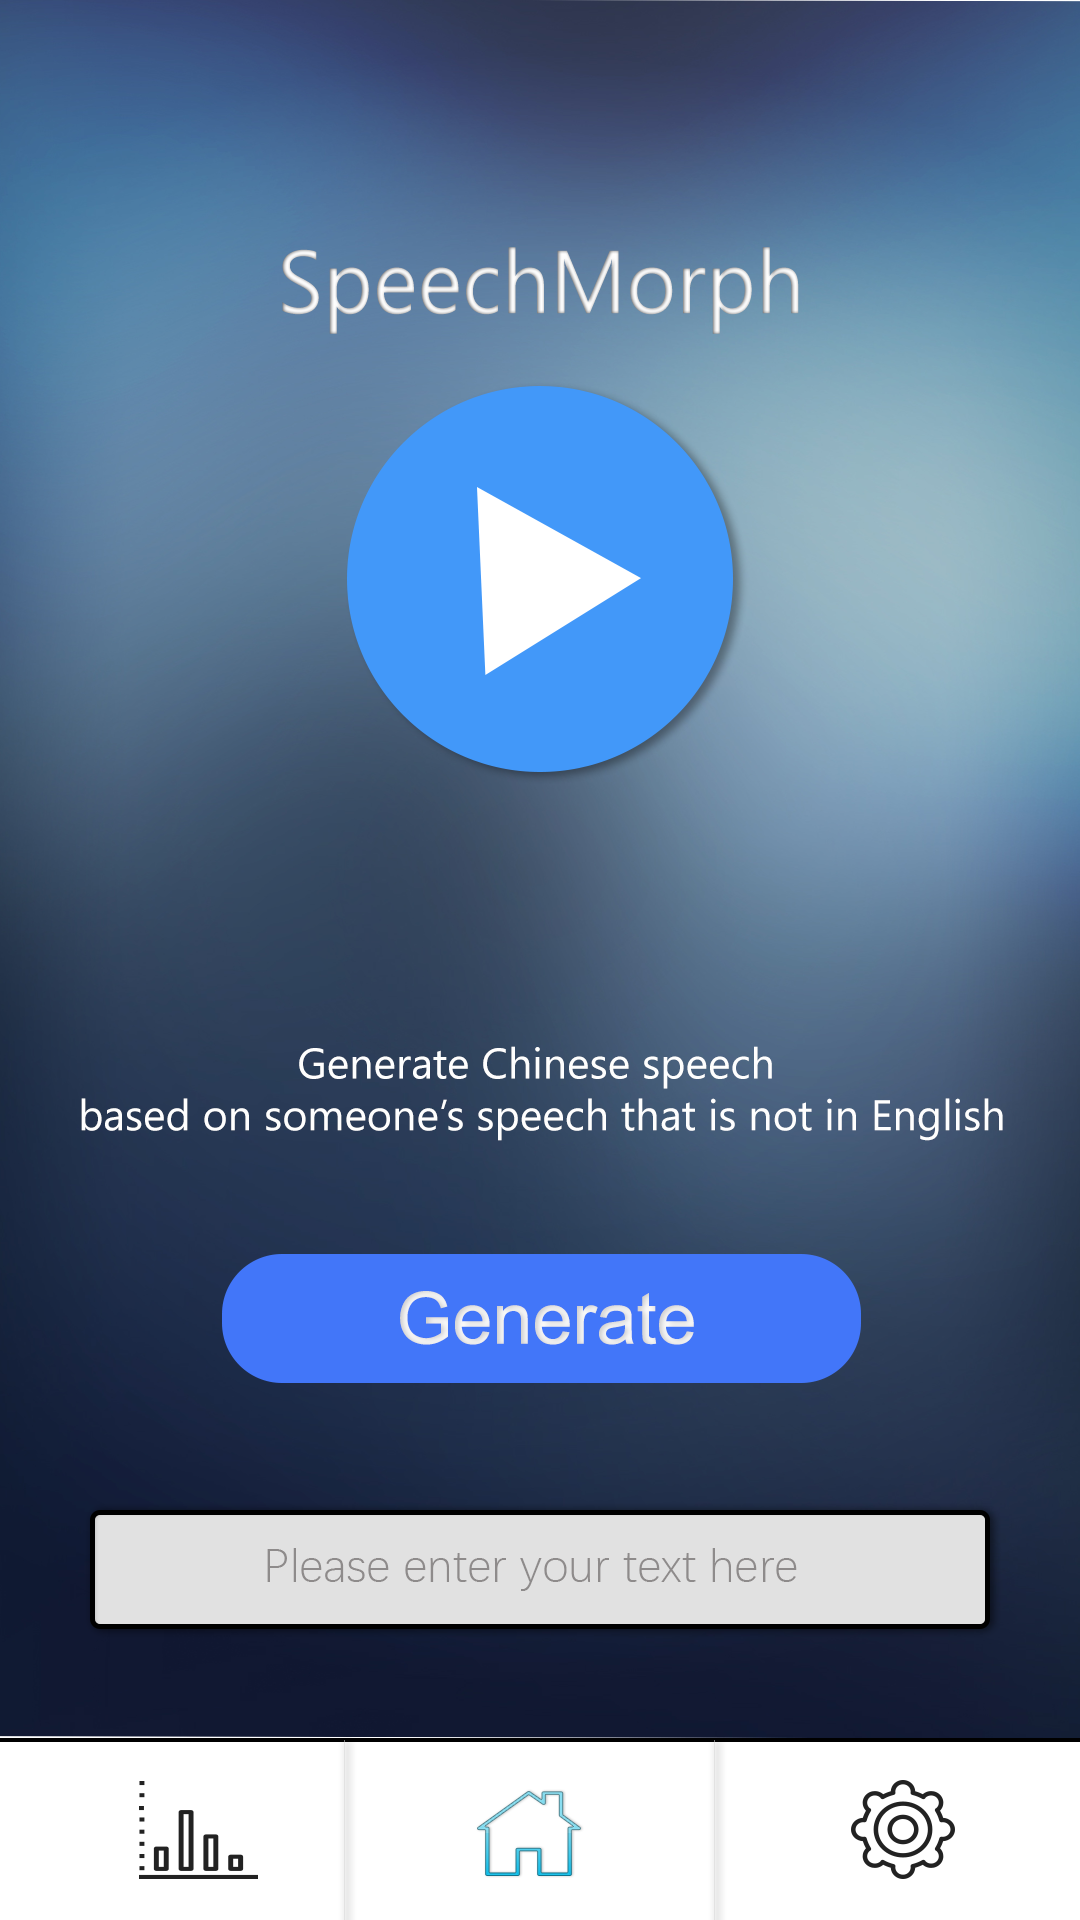 SpeechMorph
Generate Chinese speech
based on someone’s speech that is not in English
Generate
Please enter your text here